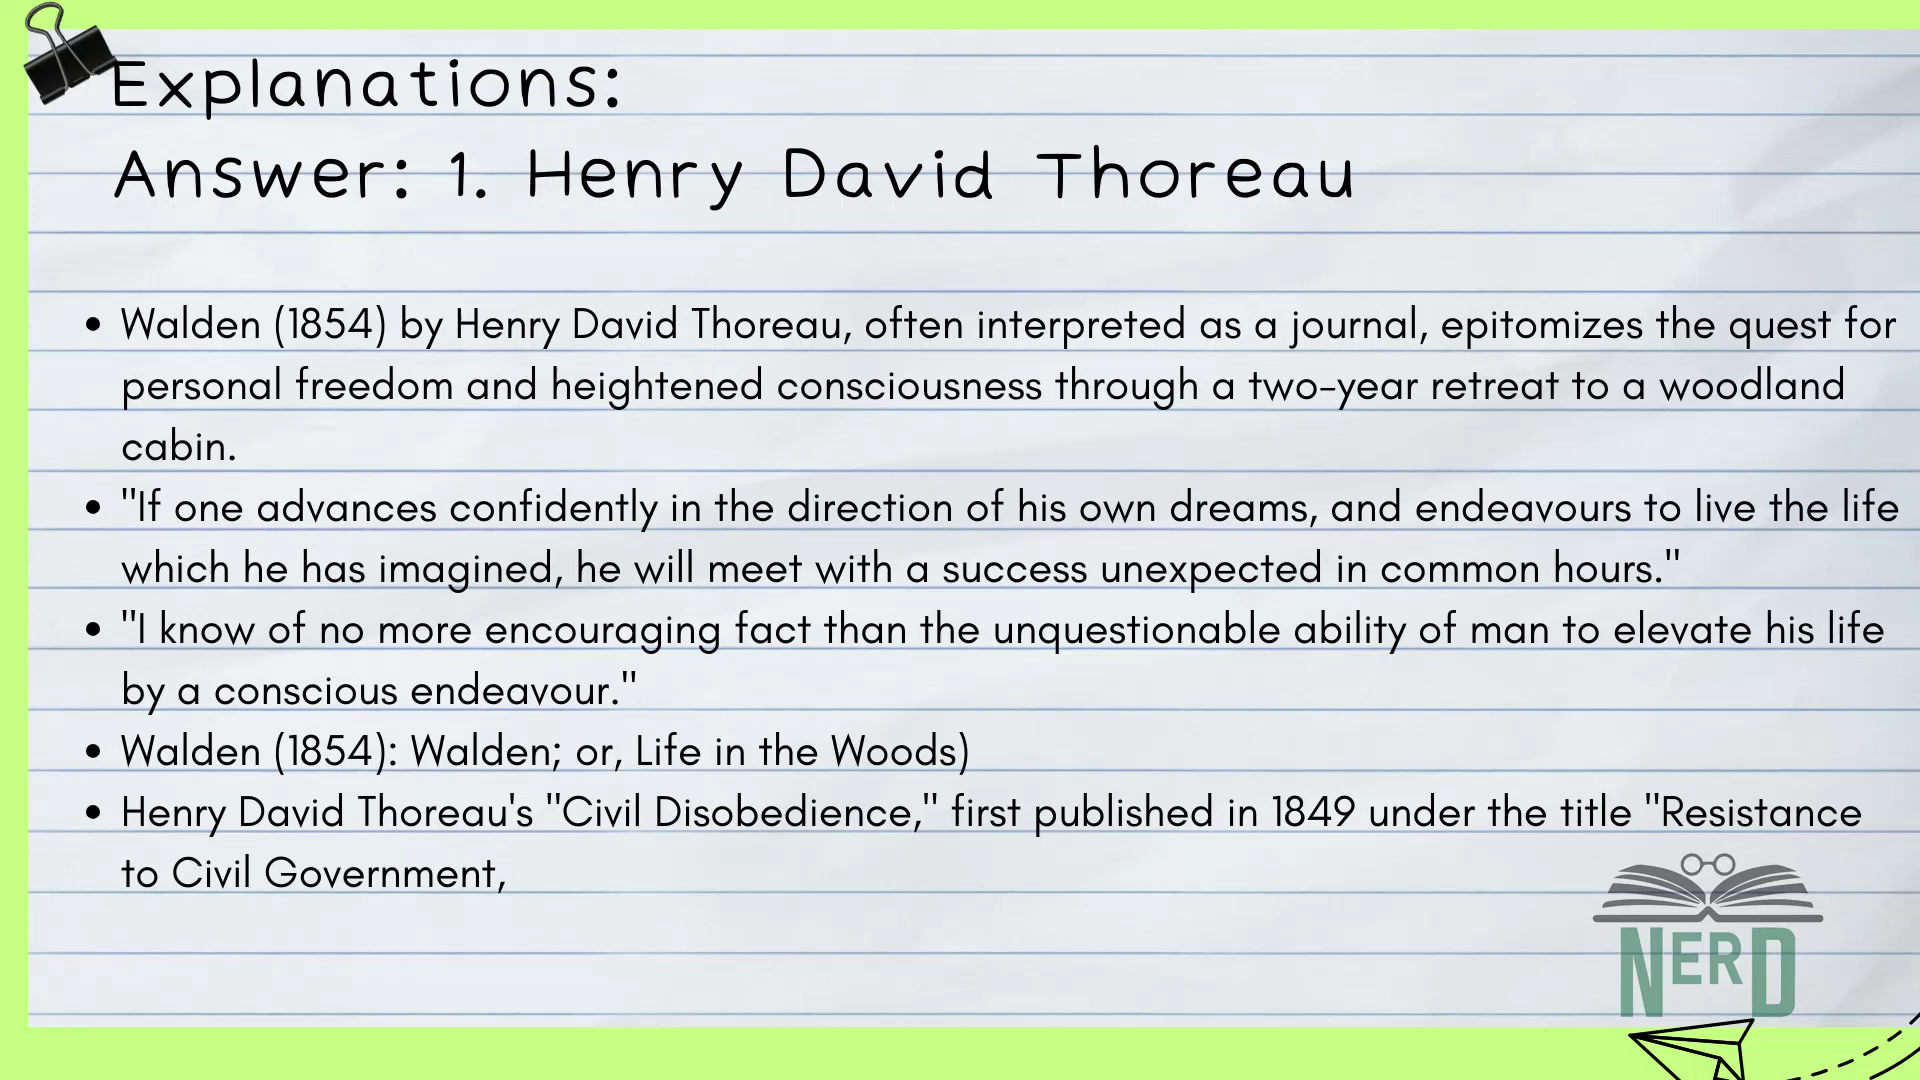 Explanations:
Answer: 1. Henry David Thoreau
• Walden (1854) by Henry David Thoreau, often interpreted as a journal, epitomizes the quest for
personal freedom and heightened consciousness through a two-year retreat to a woodland
cabin.
• "If one advances confidently in the direction of his own dreams, and endeavours to live the life
which he has imagined, he will meet with a success unexpected in common hours."
• "I know of no more encouraging fact than the unquestionable ability of man to elevate his life
by a conscious endeavour."
• Walden (1854): Walden; or, Life in the Woods)
• Henry David Thoreau's "Civil Disobedience," first published in 1849 under the title "Resistance
to Civil Government,
NERD